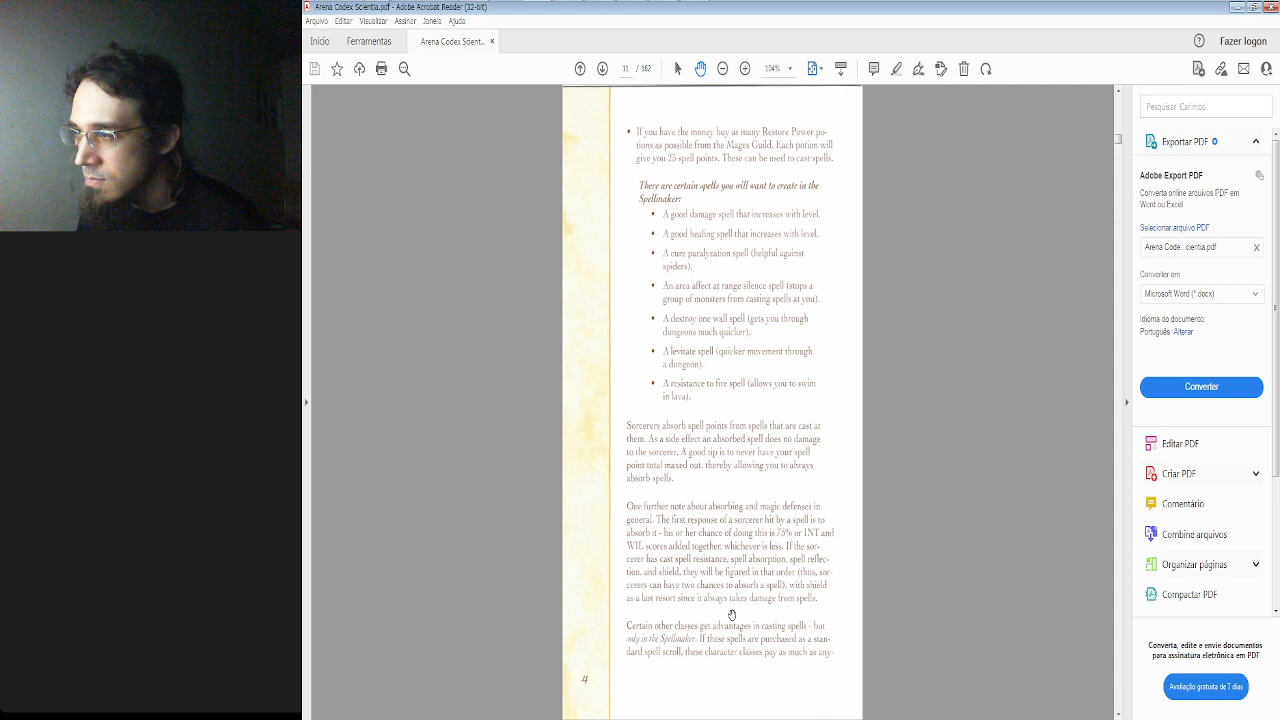 Arena Codex Scientia.pdf - Adobe Acrobat Reader (32-bit)
Arquivo Editar Visualizar Assinar Janela Ajuda
Início Ferramentas Arena Codex Scient... × Fazer logon
11 / 162 104%
If you have the money buy as many Restore Power po-
tions as possible from the Mages Guild. Each potion will
give you 25 spell points. These can be used to cast spells.
There are certain spells you will want to create in the
Spellmaker:
• A good damage spell that increases with level.
• A good healing spell that increases with level.
• A cure paralyzation spell (helpful against
spiders).
• An area affect at range silence spell (stops a
group of monsters from casting spells at you).
• A destroy one wall spell (gets you through
dungeons much quicker).
• A levitate spell (quicker movement through
a dungeon).
• A resistance to fire spell (allows you to swim
in lava).
Sorcerers absorb spell points from spells that are cast at
them. As a side effect an absorbed spell does no damage
to the sorcerer. A good tip is to never have your spell
point total maxed out, thereby allowing you to always
absorb spells.
One further note about absorbing and magic defenses in
general. The first response of a sorcerer hit by a spell is to
absorb it - his or her chance of doing this is 75% or INT and
WIL scores added together, whichever is less. If the sor-
cerer has cast spell resistance, spell absorption, spell reflec-
tion, and shield, they will be figured in that order (thus, sor-
cerers can have two chances to absorb a spell), with shield
as a last resort since it always takes damage from spells.
Certain other classes get advantages in casting spells - but
only in the Spellmaker. If these spells are purchased as a stan-
dard spell scroll, these character classes pay as much as any-
4
Pesquisar 'Carimbo'
Exportar PDF
Adobe Export PDF
Converta online arquivos PDF em
Word ou Excel
Selecionar arquivo PDF
Arena Code...cientia.pdf ×
Converter em
Microsoft Word (*.docx)
Idioma do documento:
Português Alterar
Converter
Editar PDF
Criar PDF
Comentário
Combine arquivos
Organizar páginas
Compactar PDF
Converta, edite e envie documentos
para assinatura eletrônica em PDF
Avaliação gratuita de 7 dias